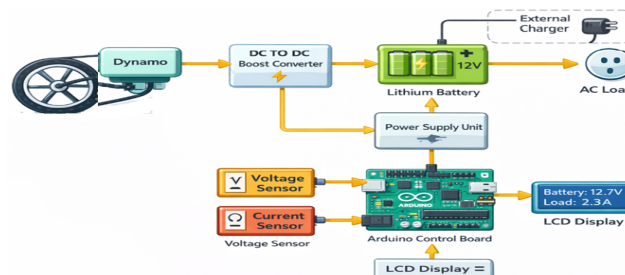 External
Charger
Dynamo
DC TO DC
Boost Converter
+
12V
Lithium Battery
AC Loa
Power Supply Unit
V
Voltage
Sensor
Ω
Current
Sensor
Voltage Sensor
ARDUINO
Arduino Control Board
Battery: 12.7V
Load: 2.3A
LCD Display
LCD Display =